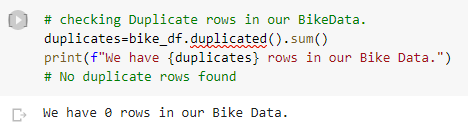 # checking Duplicate rows in our BikeData.
duplicates=bike_df.duplicated().sum()
print(f"We have {duplicates} rows in our Bike Data.")
# No duplicate rows found
We have 0 rows in our Bike Data.